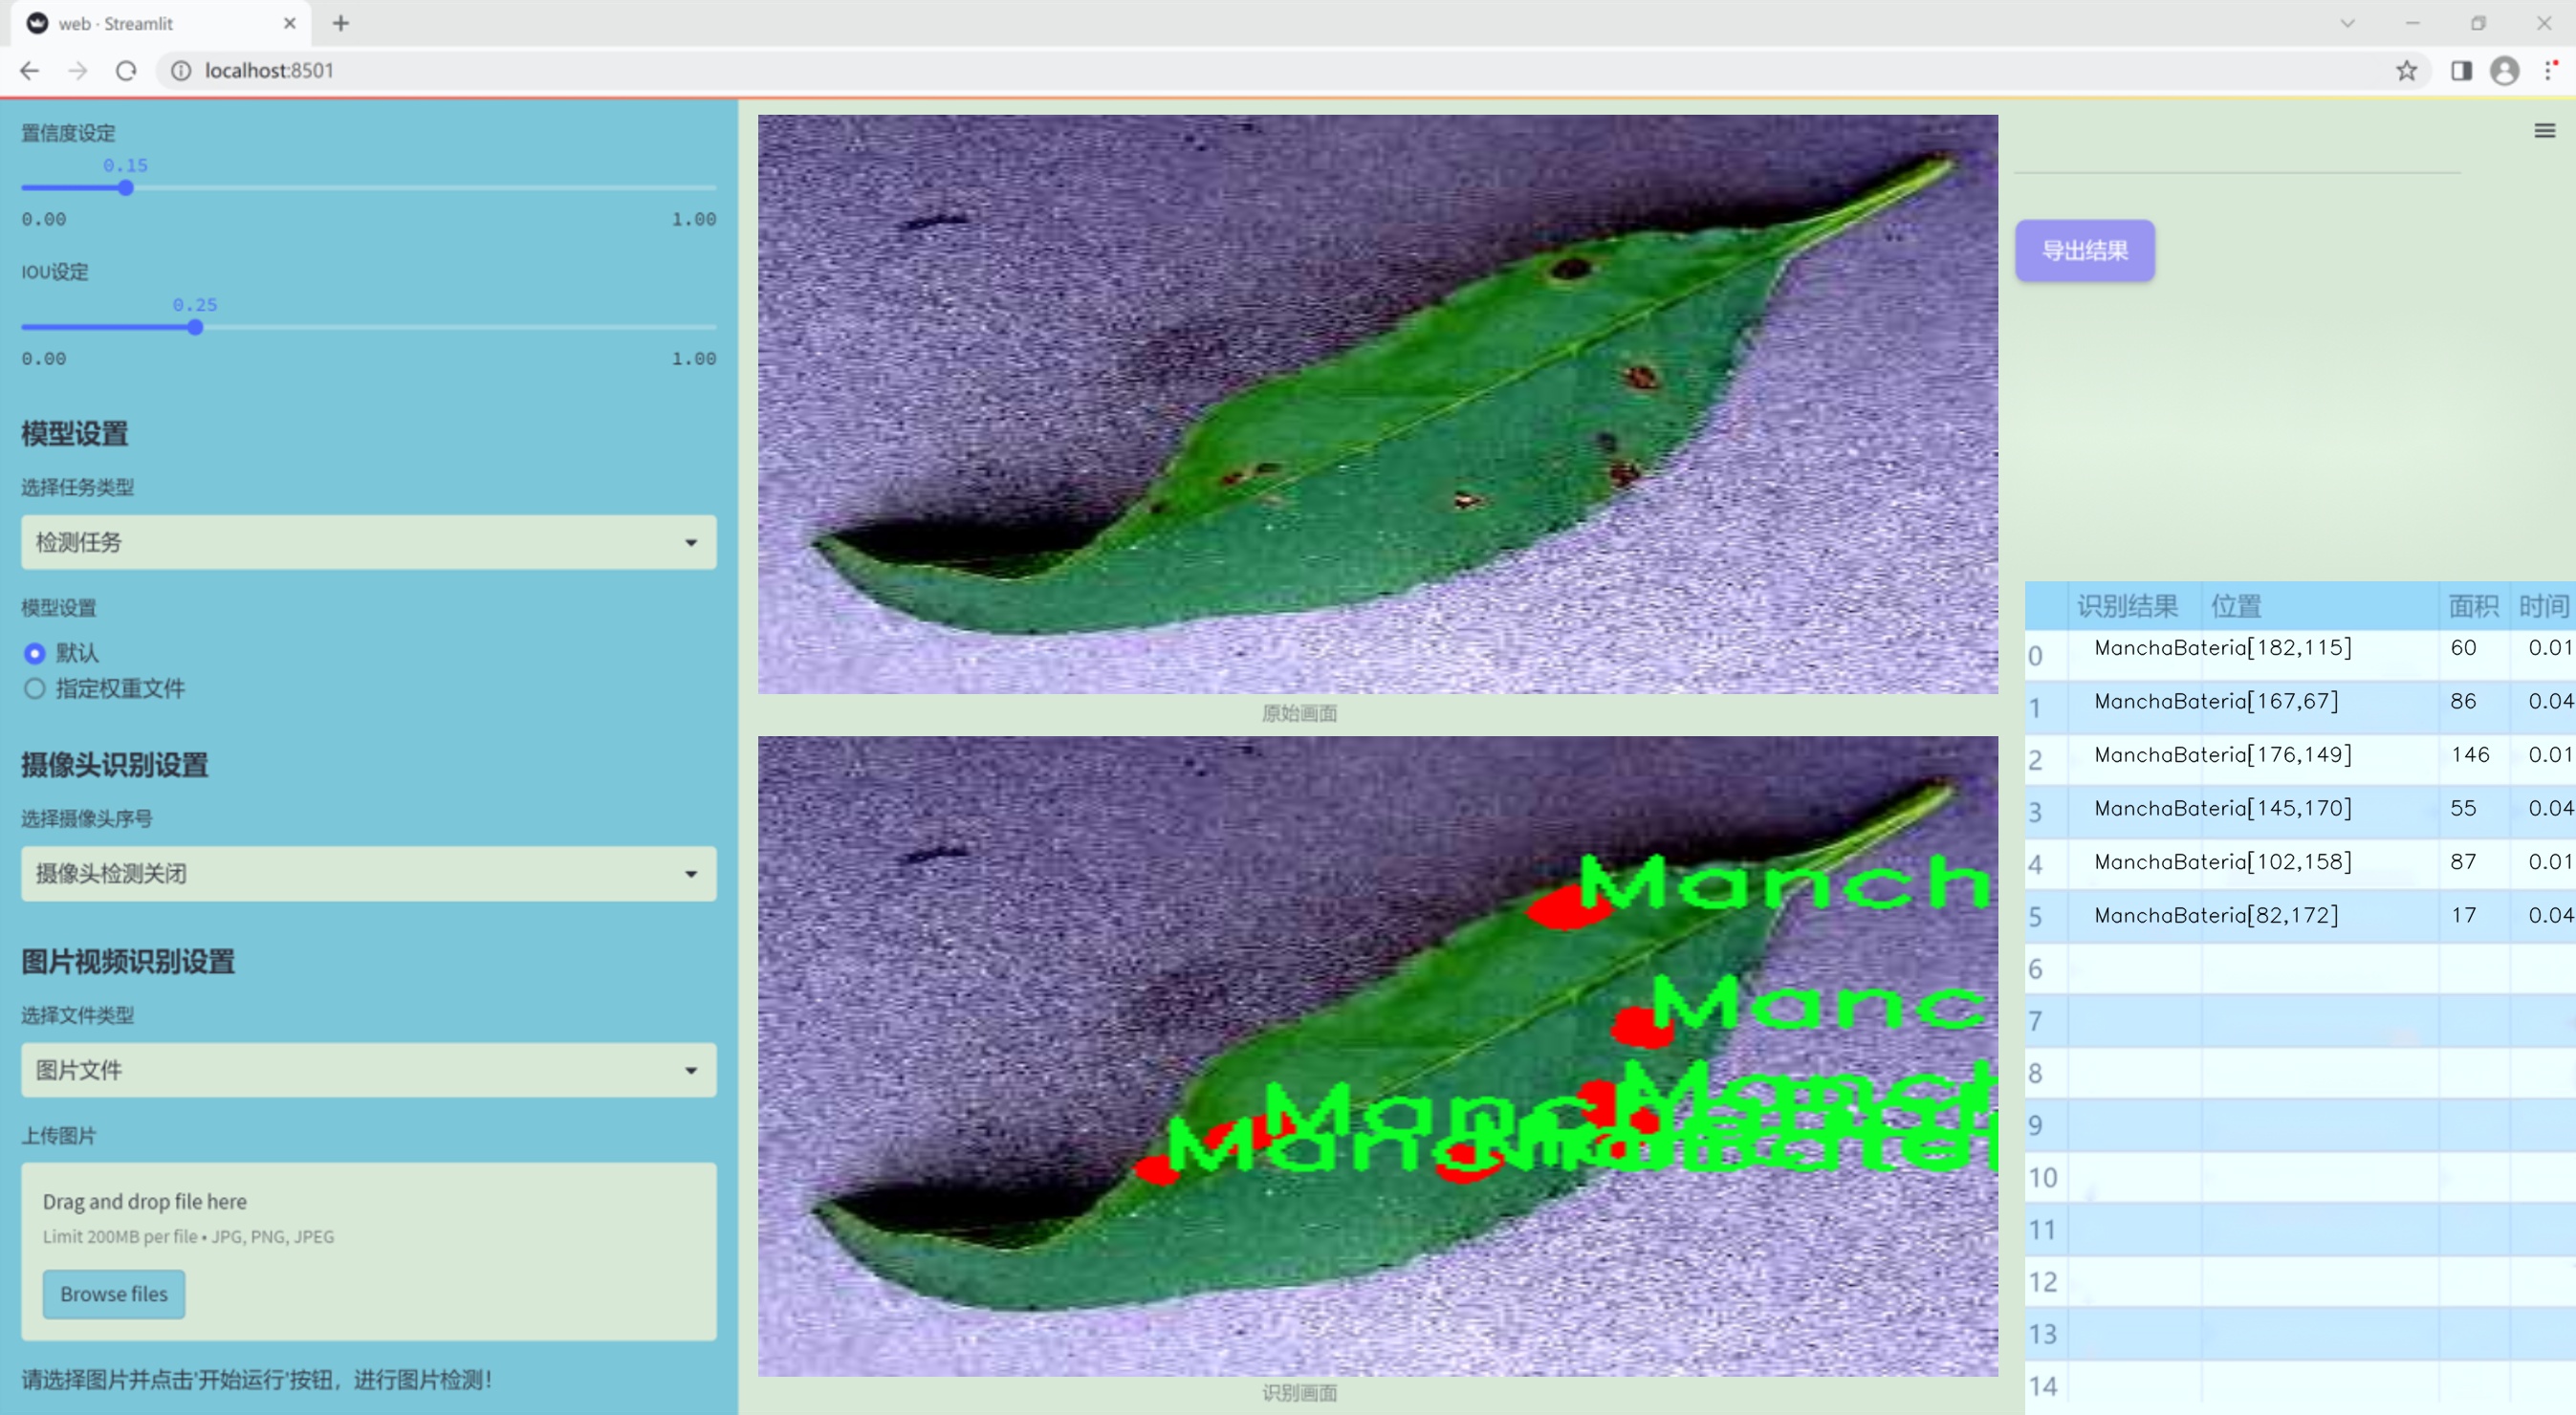 web · Streamlit
localhost:8501
置信度设定
0.15
0.00 1.00
IOU设定
0.25
0.00 1.00
模型设置
选择任务类型
检测任务
模型设置
默认
指定权重文件
摄像头识别设置
选择摄像头序号
摄像头检测关闭
图片视频识别设置
选择文件类型
图片文件
上传图片
Drag and drop file here
Limit 200MB per file • JPG, PNG, JPEG
Browse files
请选择图片并点击'开始运行'按钮，进行图片检测!
原始画面
Manch
Manc
识别画面
导出结果
识别结果 位置 面积 时间
0 ManchaBateria[182,115] 60 0.01
1 ManchaBateria[167,67] 86 0.04
2 ManchaBateria[176,149] 146 0.01
3 ManchaBateria[145,170] 55 0.04
4 ManchaBateria[102,158] 87 0.01
5 ManchaBateria[82,172] 17 0.04
6
7
8
9
10
11
12
13
14